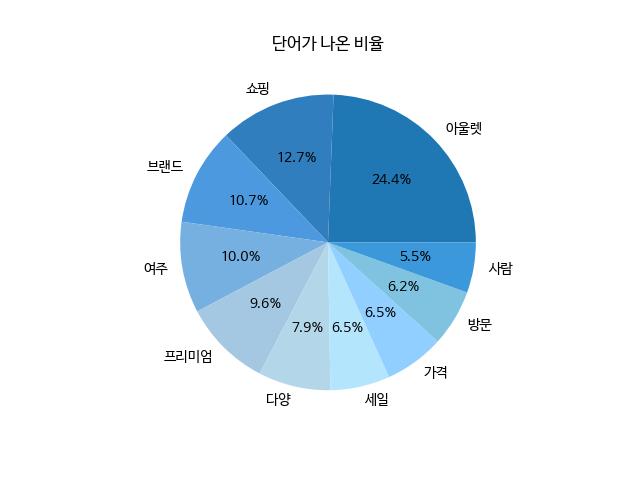 단어가 나온 비율
쇼핑
아울렛
12.7%
24.4%
브랜드
10.7%
10.0%
5.5%
여주
사람
6.2%
9.6%
6.5%
7.9%
6.5%
방문
프리미엄
가격
다양
세일